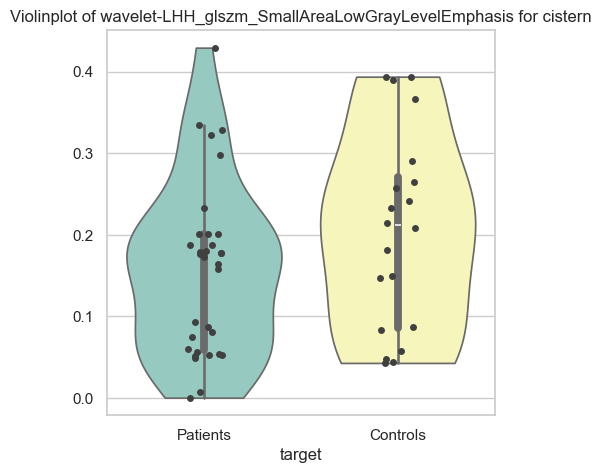 Violinplot of wavelet-LHH_glszm_SmallAreaLowGrayLevelEmphasis for cistern
0.4
0.3
0.2
0.1
0.0
Patients
Controls
target